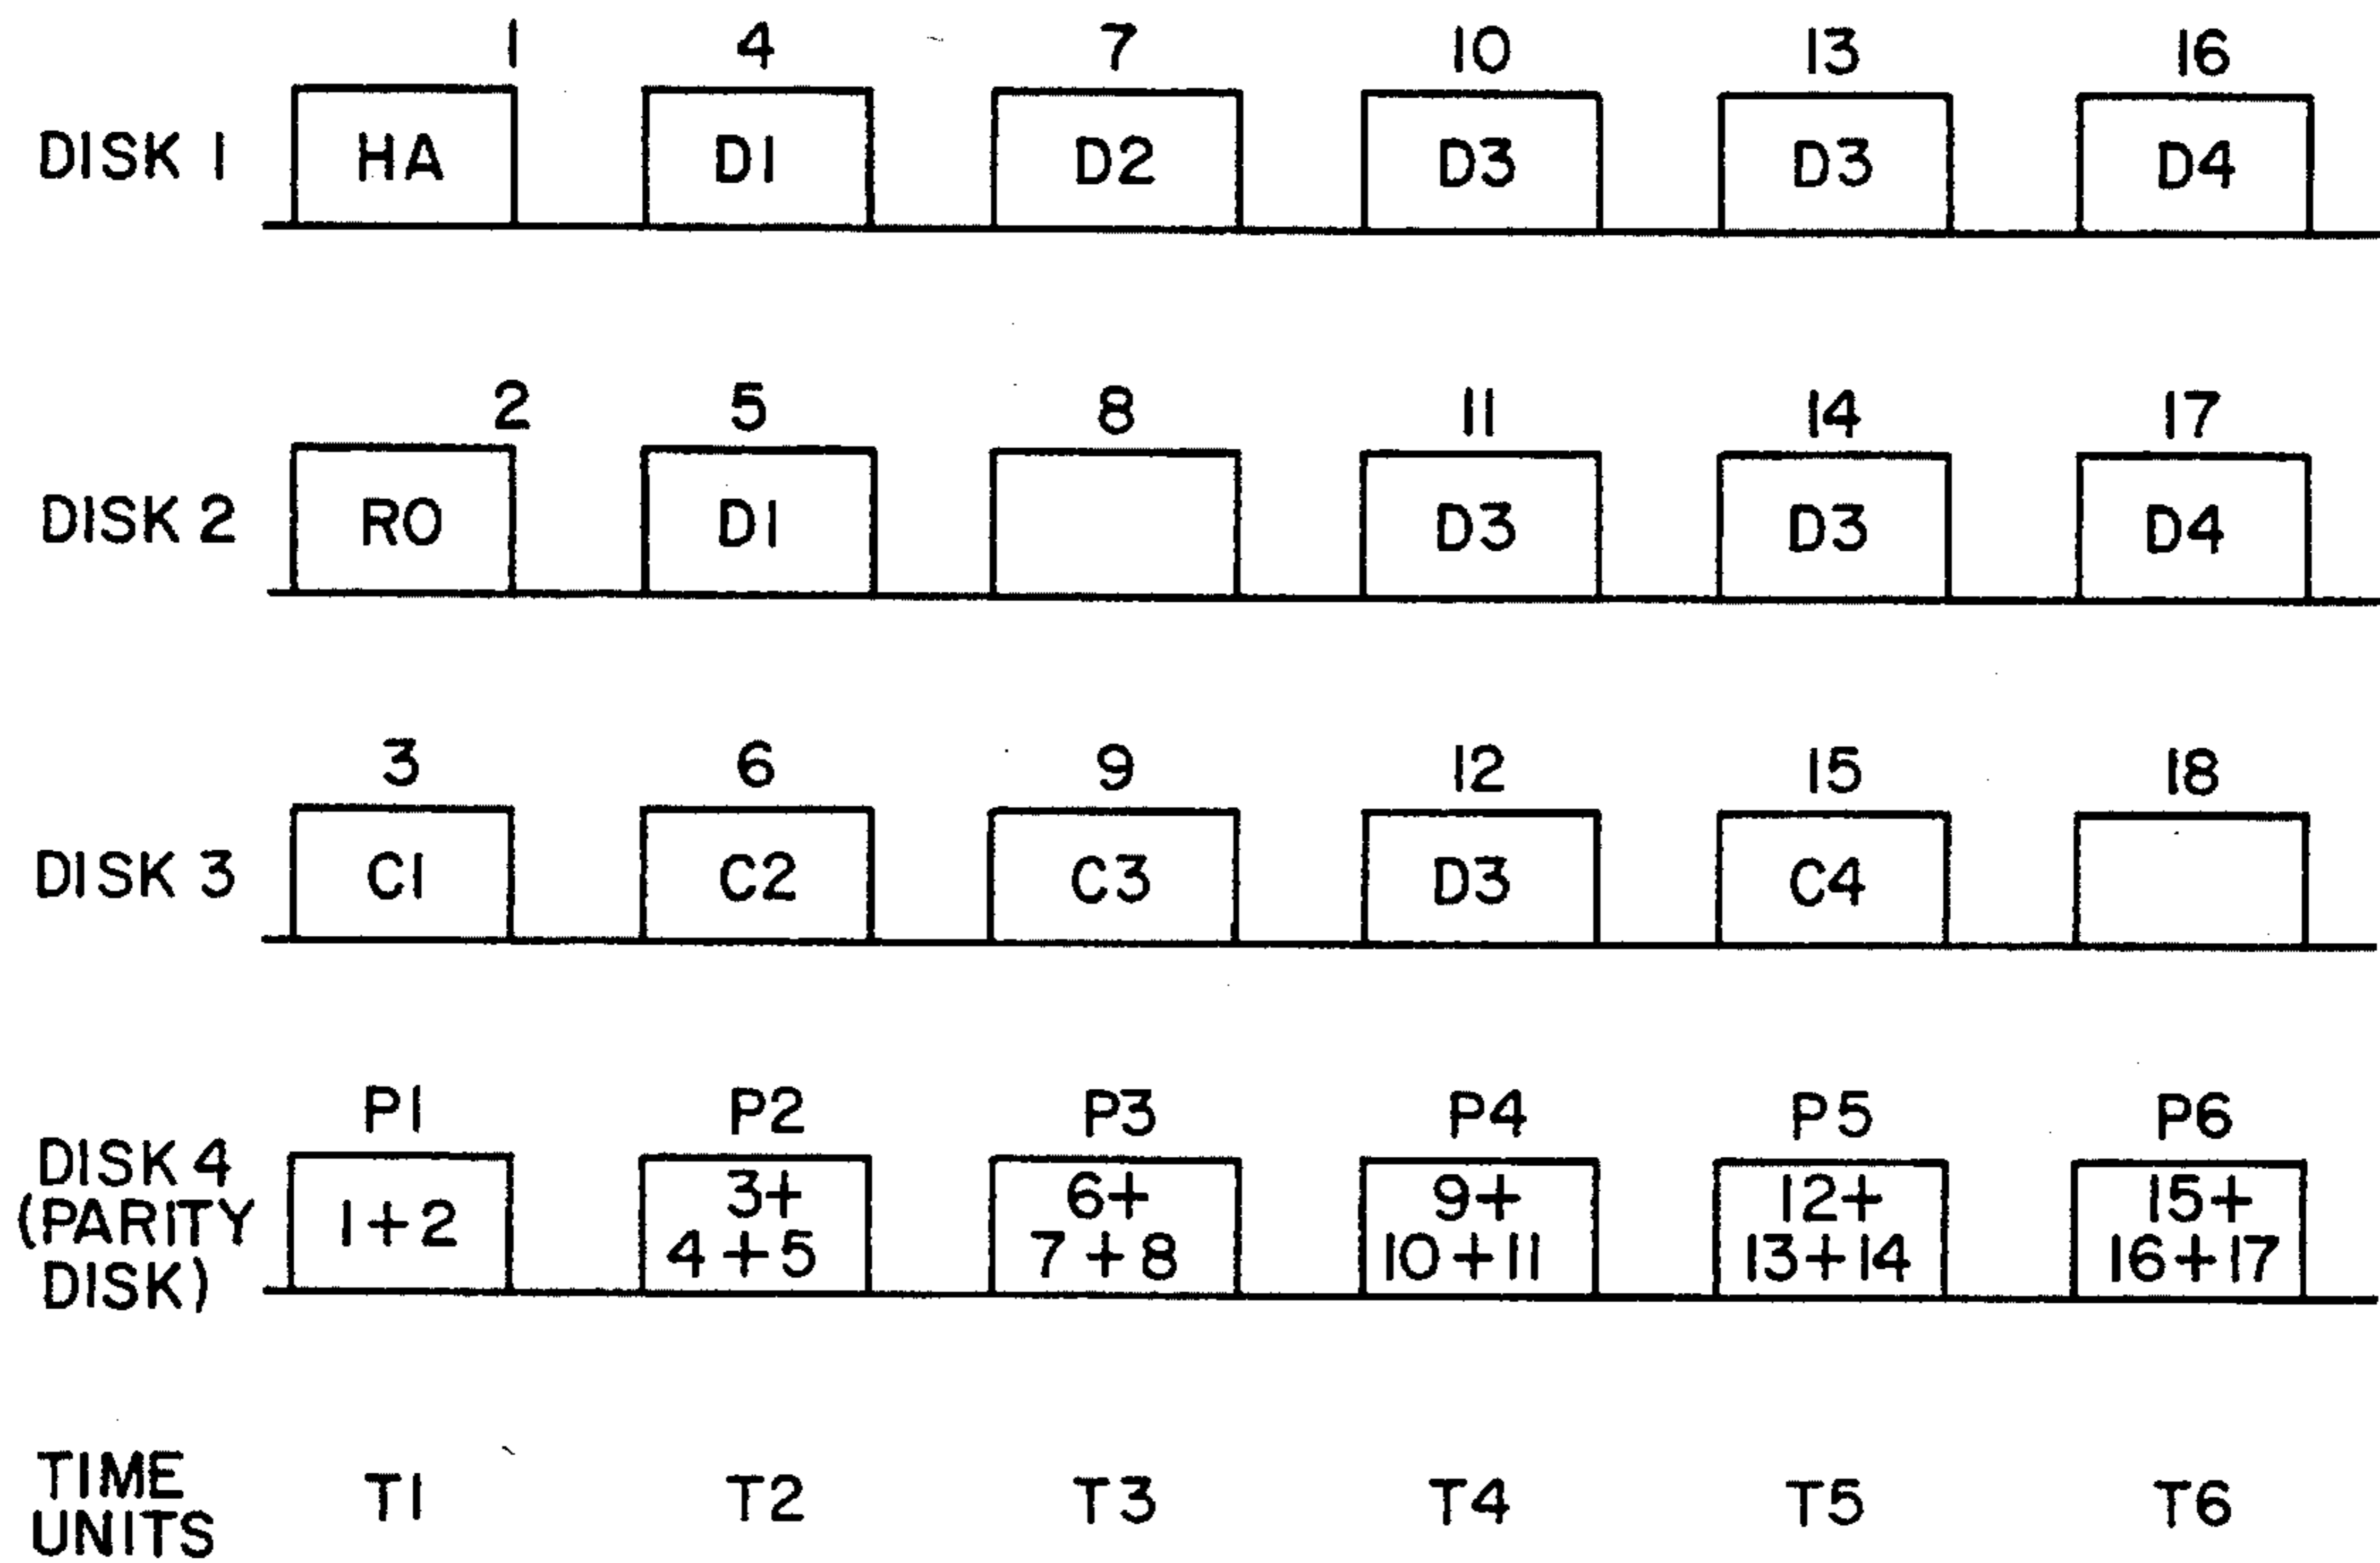 1 4 7 10 13 16
DISK 1 HA D1 D2 D3 D3 D4
2 5 8 11 14 17
DISK 2 RO D1 D3 D3 D4
3 6 9 12 15 18
DISK 3 C1 C2 C3 D3 C4
P1 P2 P3 P4 P5 P6
DISK 4
(PARITY
DISK)
1+2
3+
4+5
6+
7+8
9+
10+11
12+
13+14
15+
16+17
TIME
UNITS
T1 T2 T3 T4 T5 T6